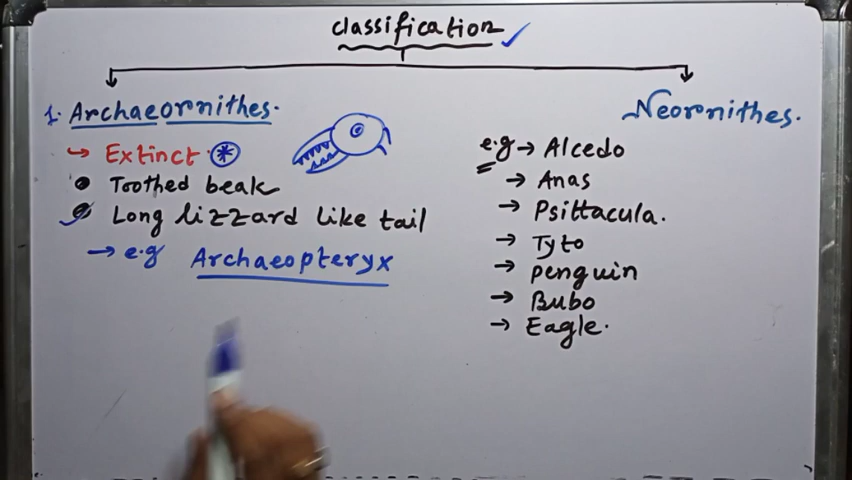 classification
1. Archaeornithes.
→ Extinct.
Toothed beak
Long lizzard like tail
→ e.g Archaeopteryx
Neornithes.
e.g → Alcedo
→ Anas
→ Psittacula.
→ Tyto
→ penguin
→ Bubo
→ Eagle.